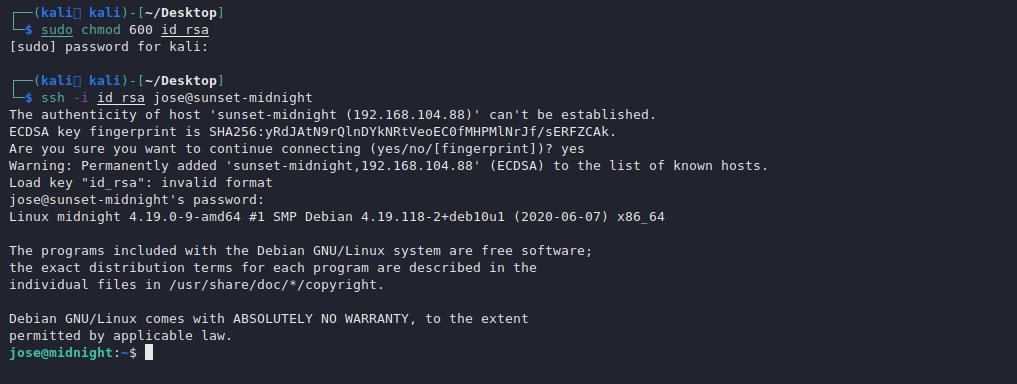 ┌──(kali㉿ kali)-[~/Desktop]
└─$ sudo chmod 600 id_rsa
[sudo] password for kali:
┌──(kali㉿ kali)-[~/Desktop]
└─$ ssh -i id_rsa jose@sunset-midnight
The authenticity of host 'sunset-midnight (192.168.104.88)' can't be established.
ECDSA key fingerprint is SHA256:yRdJAtN9rQlnDYkNRtVeoEC0fMHPMlNrJf/sERFZCAk.
Are you sure you want to continue connecting (yes/no/[fingerprint])? yes
Warning: Permanently added 'sunset-midnight,192.168.104.88' (ECDSA) to the list of known hosts.
Load key "id_rsa": invalid format
jose@sunset-midnight's password:
Linux midnight 4.19.0-9-amd64 #1 SMP Debian 4.19.118-2+deb10u1 (2020-06-07) x86_64
The programs included with the Debian GNU/Linux system are free software;
the exact distribution terms for each program are described in the
individual files in /usr/share/doc/*/copyright.
Debian GNU/Linux comes with ABSOLUTELY NO WARRANTY, to the extent
permitted by applicable law.
jose@midnight:~$